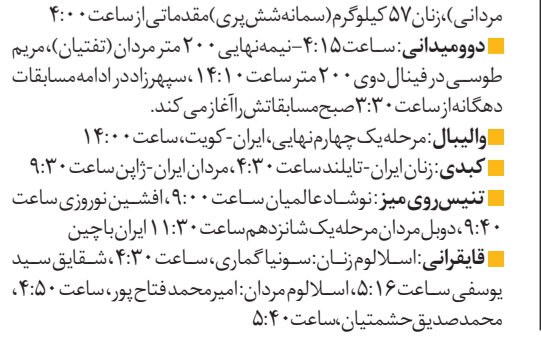 مردانی)، زنان ۵۷ کیلوگرم (سمانه شش‌پری) مقدماتی از ساعت ۴:۰۰
دوومیدانی: ساعت ۴:۱۵- نیمه‌نهایی ۲۰۰ متر مردان (تفتیان)، مریم
طوسی در فینال دوی ۲۰۰ متر ساعت ۱۴:۱۰، سپهرزاد در ادامه مسابقات
دهگانه از ساعت ۳:۳۰ صبح مسابقاتش را آغاز می کند.
والیبال: مرحله یک چهارم نهایی، ایران - کویت، ساعت ۱۴:۰۰
کبدی: زنان ایران - تایلند ساعت ۴:۳۰، مردان ایران - ژاپن ساعت ۹:۳۰
تنیس روی میز: نوشاد عالمیان ساعت ۹:۰۰، افشین نوروزی ساعت
۹:۴۰، دوبل مردان مرحله یک شانزدهم ساعت ۱۱:۳۰ ایران با چین
قایقرانی: اسلالوم زنان: سونیا گماری، ساعت ۴:۳۰، شقایق سید
یوسفی ساعت ۵:۱۶، اسلالوم مردان: امیرمحمد فتاح پور، ساعت ۴:۵۰،
محمدصدیق حشمتیان، ساعت ۵:۴۰